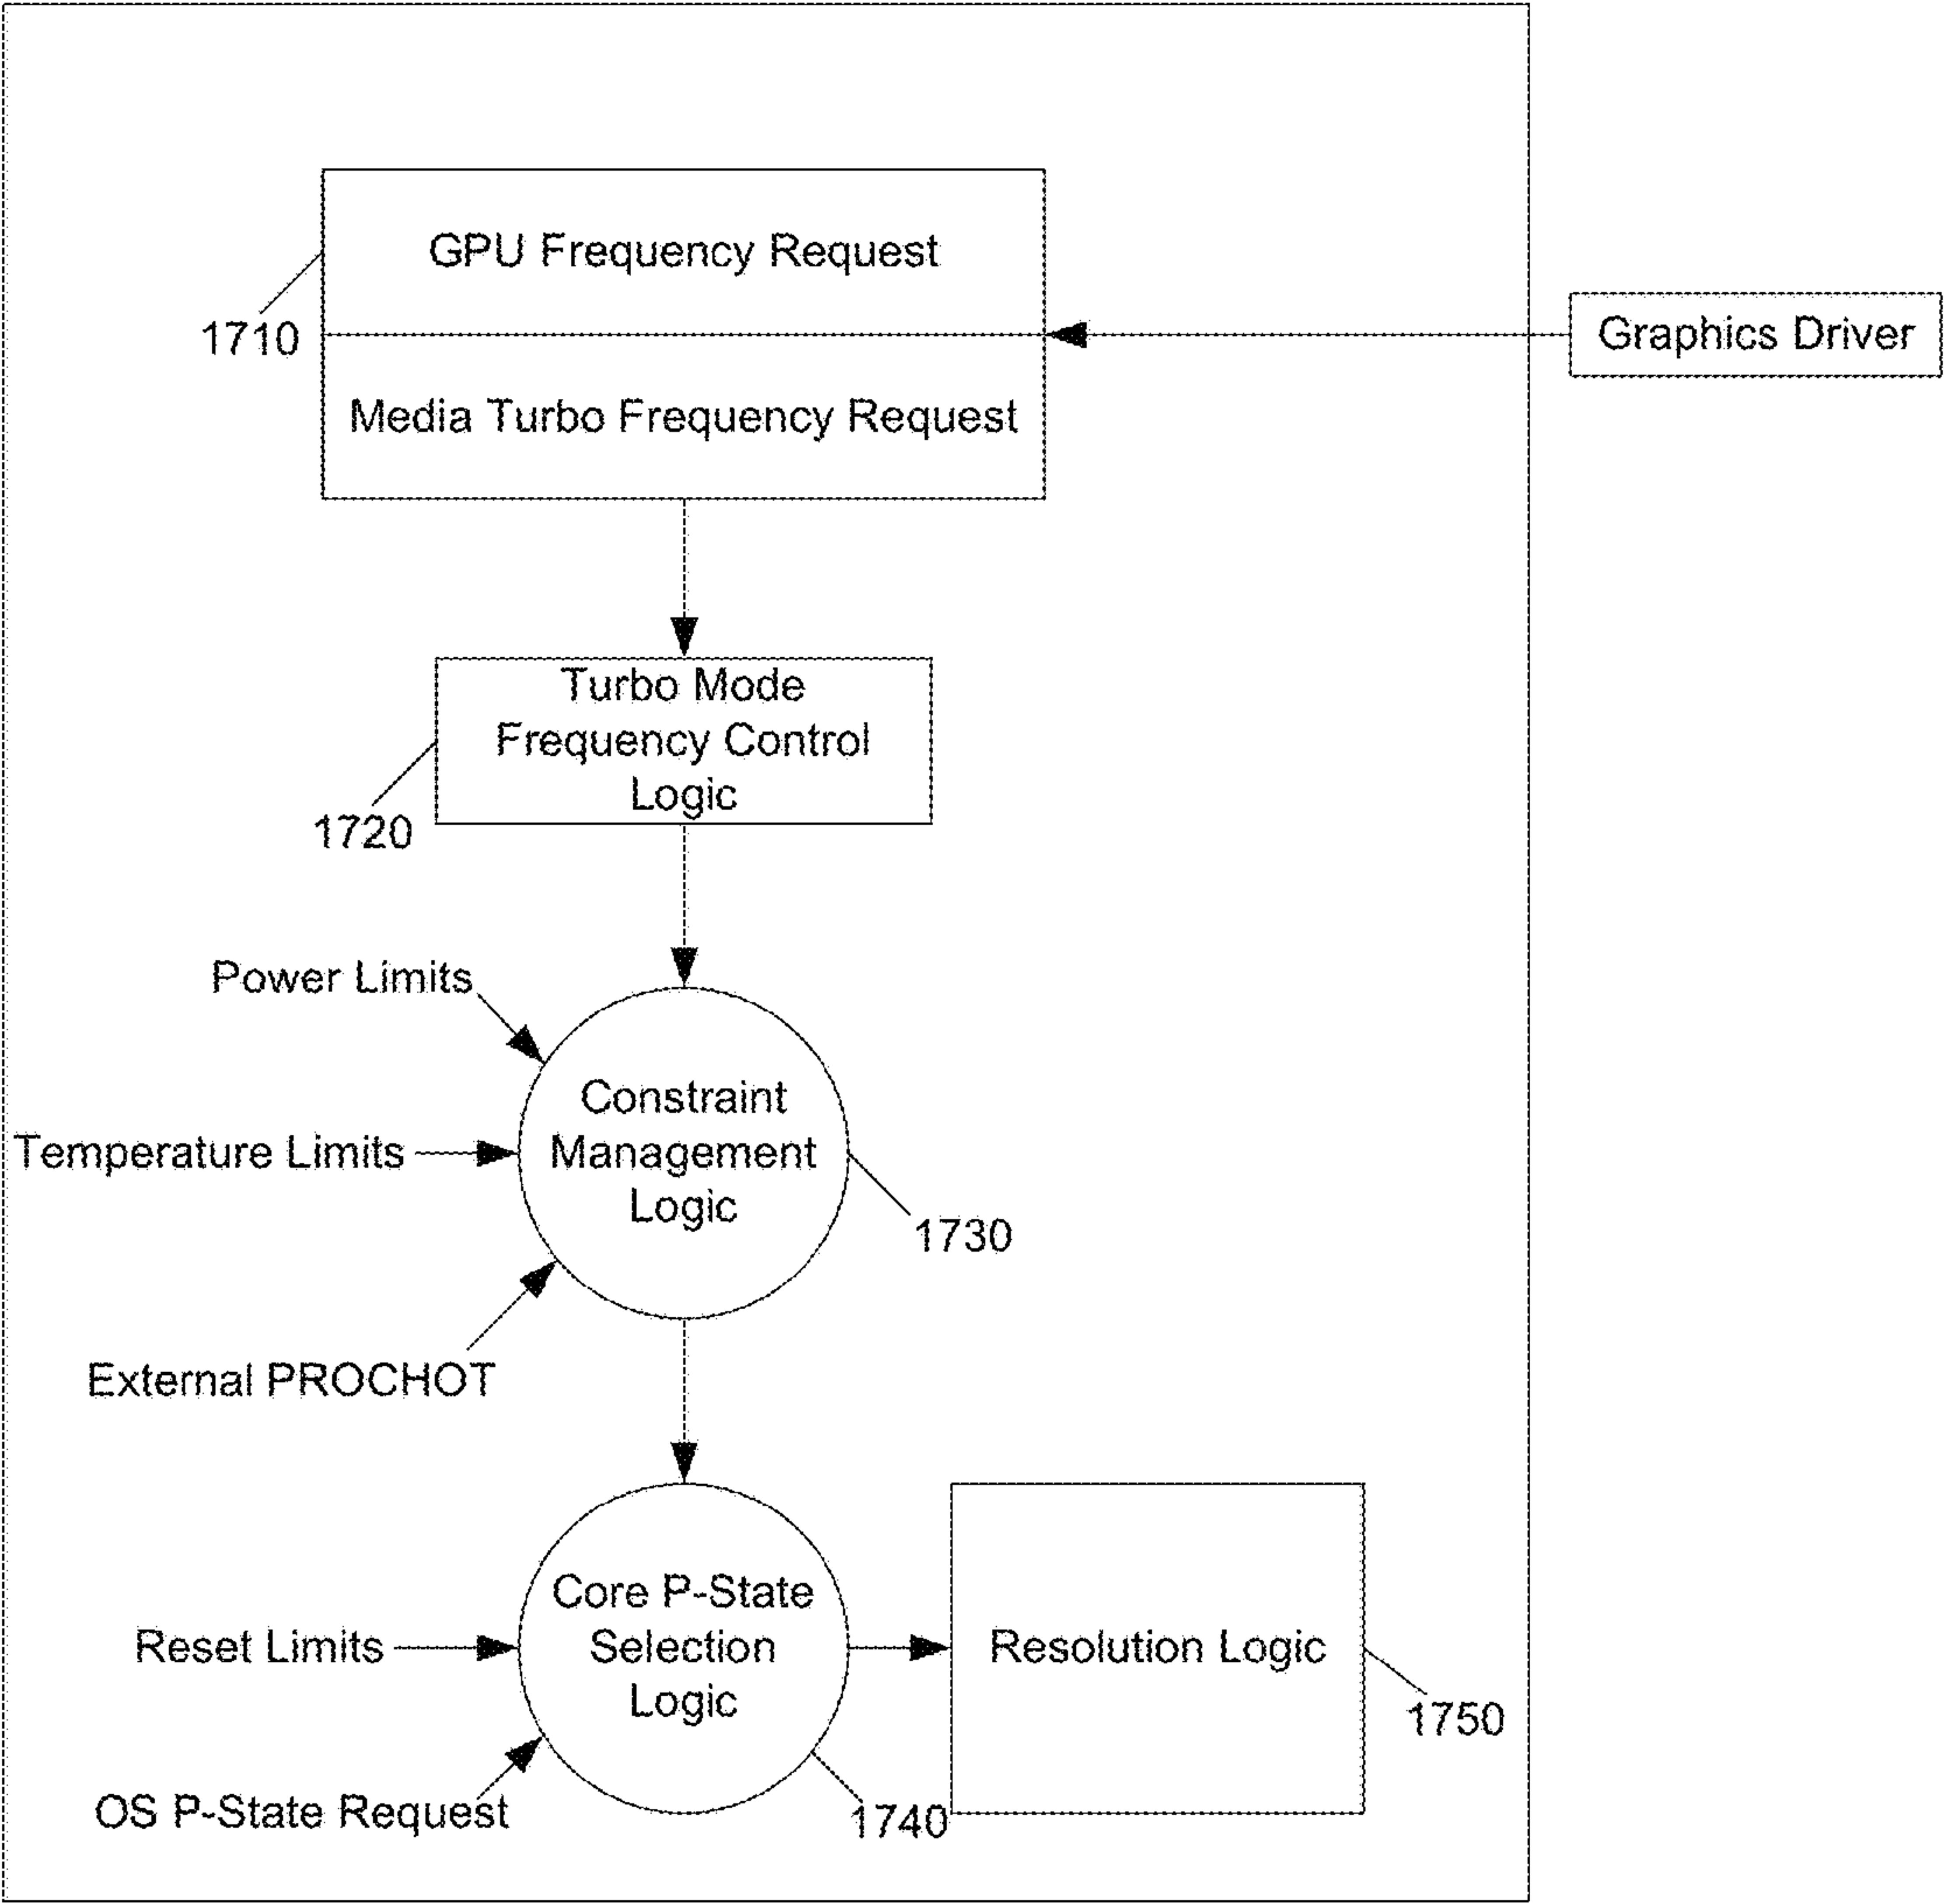 GPU Frequency Request
1710
Graphics Driver
Media Turbo Frequency Request
Turbo Mode
Frequency Control
Logic
1720
Power Limits
Constraint
Management
Logic
Temperature Limits
1730
External PROCHOT
Core P-State
Selection
Logic
Reset Limits
Resolution Logic
1750
OS P-State Request
1740